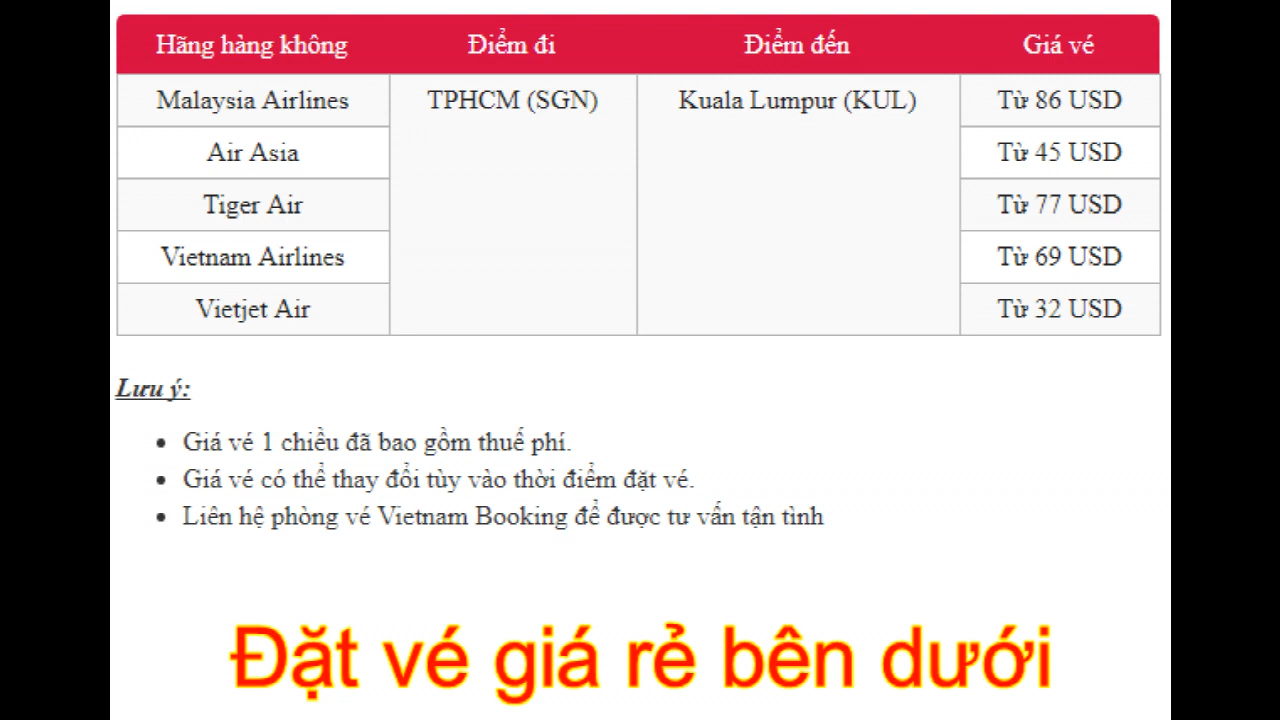 Hãng hàng không Điểm đi Điểm đến Giá vé
Malaysia Airlines TPHCM (SGN) Kuala Lumpur (KUL) Từ 86 USD
Air Asia Từ 45 USD
Tiger Air Từ 77 USD
Vietnam Airlines Từ 69 USD
Vietjet Air Từ 32 USD
Lưu ý:
• Giá vé 1 chiều đã bao gồm thuế phí.
• Giá vé có thể thay đổi tùy vào thời điểm đặt vé.
• Liên hệ phòng vé Vietnam Booking để được tư vấn tận tình
Đặt vé giá rẻ bên dưới